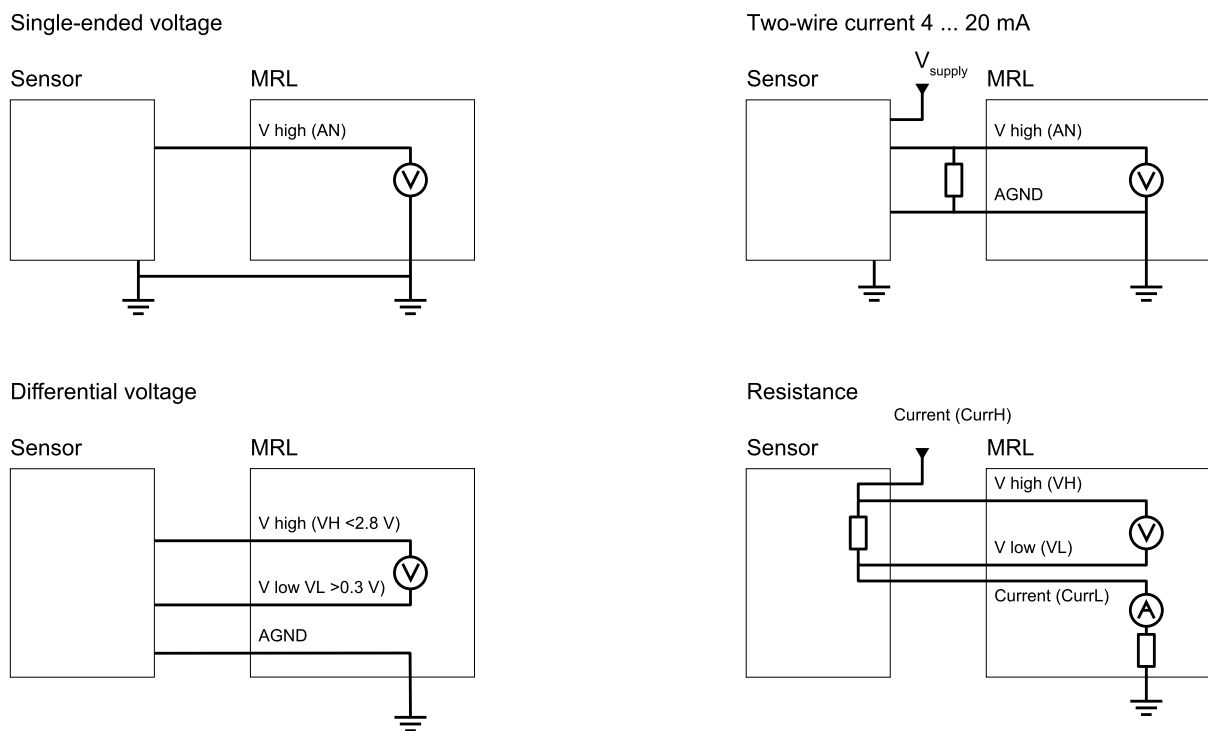 Single-ended voltage
Sensor
MRL
V high (AN)
V
Two-wire current 4 ... 20 mA
Vsupply
Sensor
MRL
V high (AN)
V
AGND
Differential voltage
Sensor
MRL
V high (VH <2.8 V)
V
V low VL >0.3 V)
AGND
Resistance
Current (CurrH)
Sensor
MRL
V high (VH)
V
V low (VL)
Current (CurrL)
A